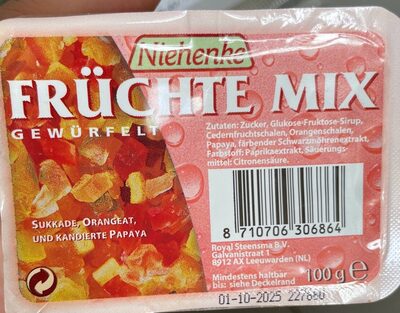 Niehenke
FRÜCHTE MIX
GEWÜRFELT
Zutaten: Zucker, Glukose-Fruktose-Sirup,
Cedernfruchtschalen, Orangenschalen,
Papaya, färbender Schwarzmöhrenextrakt,
Farbstoff: Paprikaextrakt, Säuerungs-
mittel: Citronensäure.
SUKKADE, ORANGEAT,
UND KANDIERTE PAPAYA
8 710706 306864
Royal Steensma B.V.
Galvanistraat 1
8912 AX Leeuwarden (NL)
Mindestens haltbar
bis: siehe Deckelrand
100 g e
01-10-2025 227660